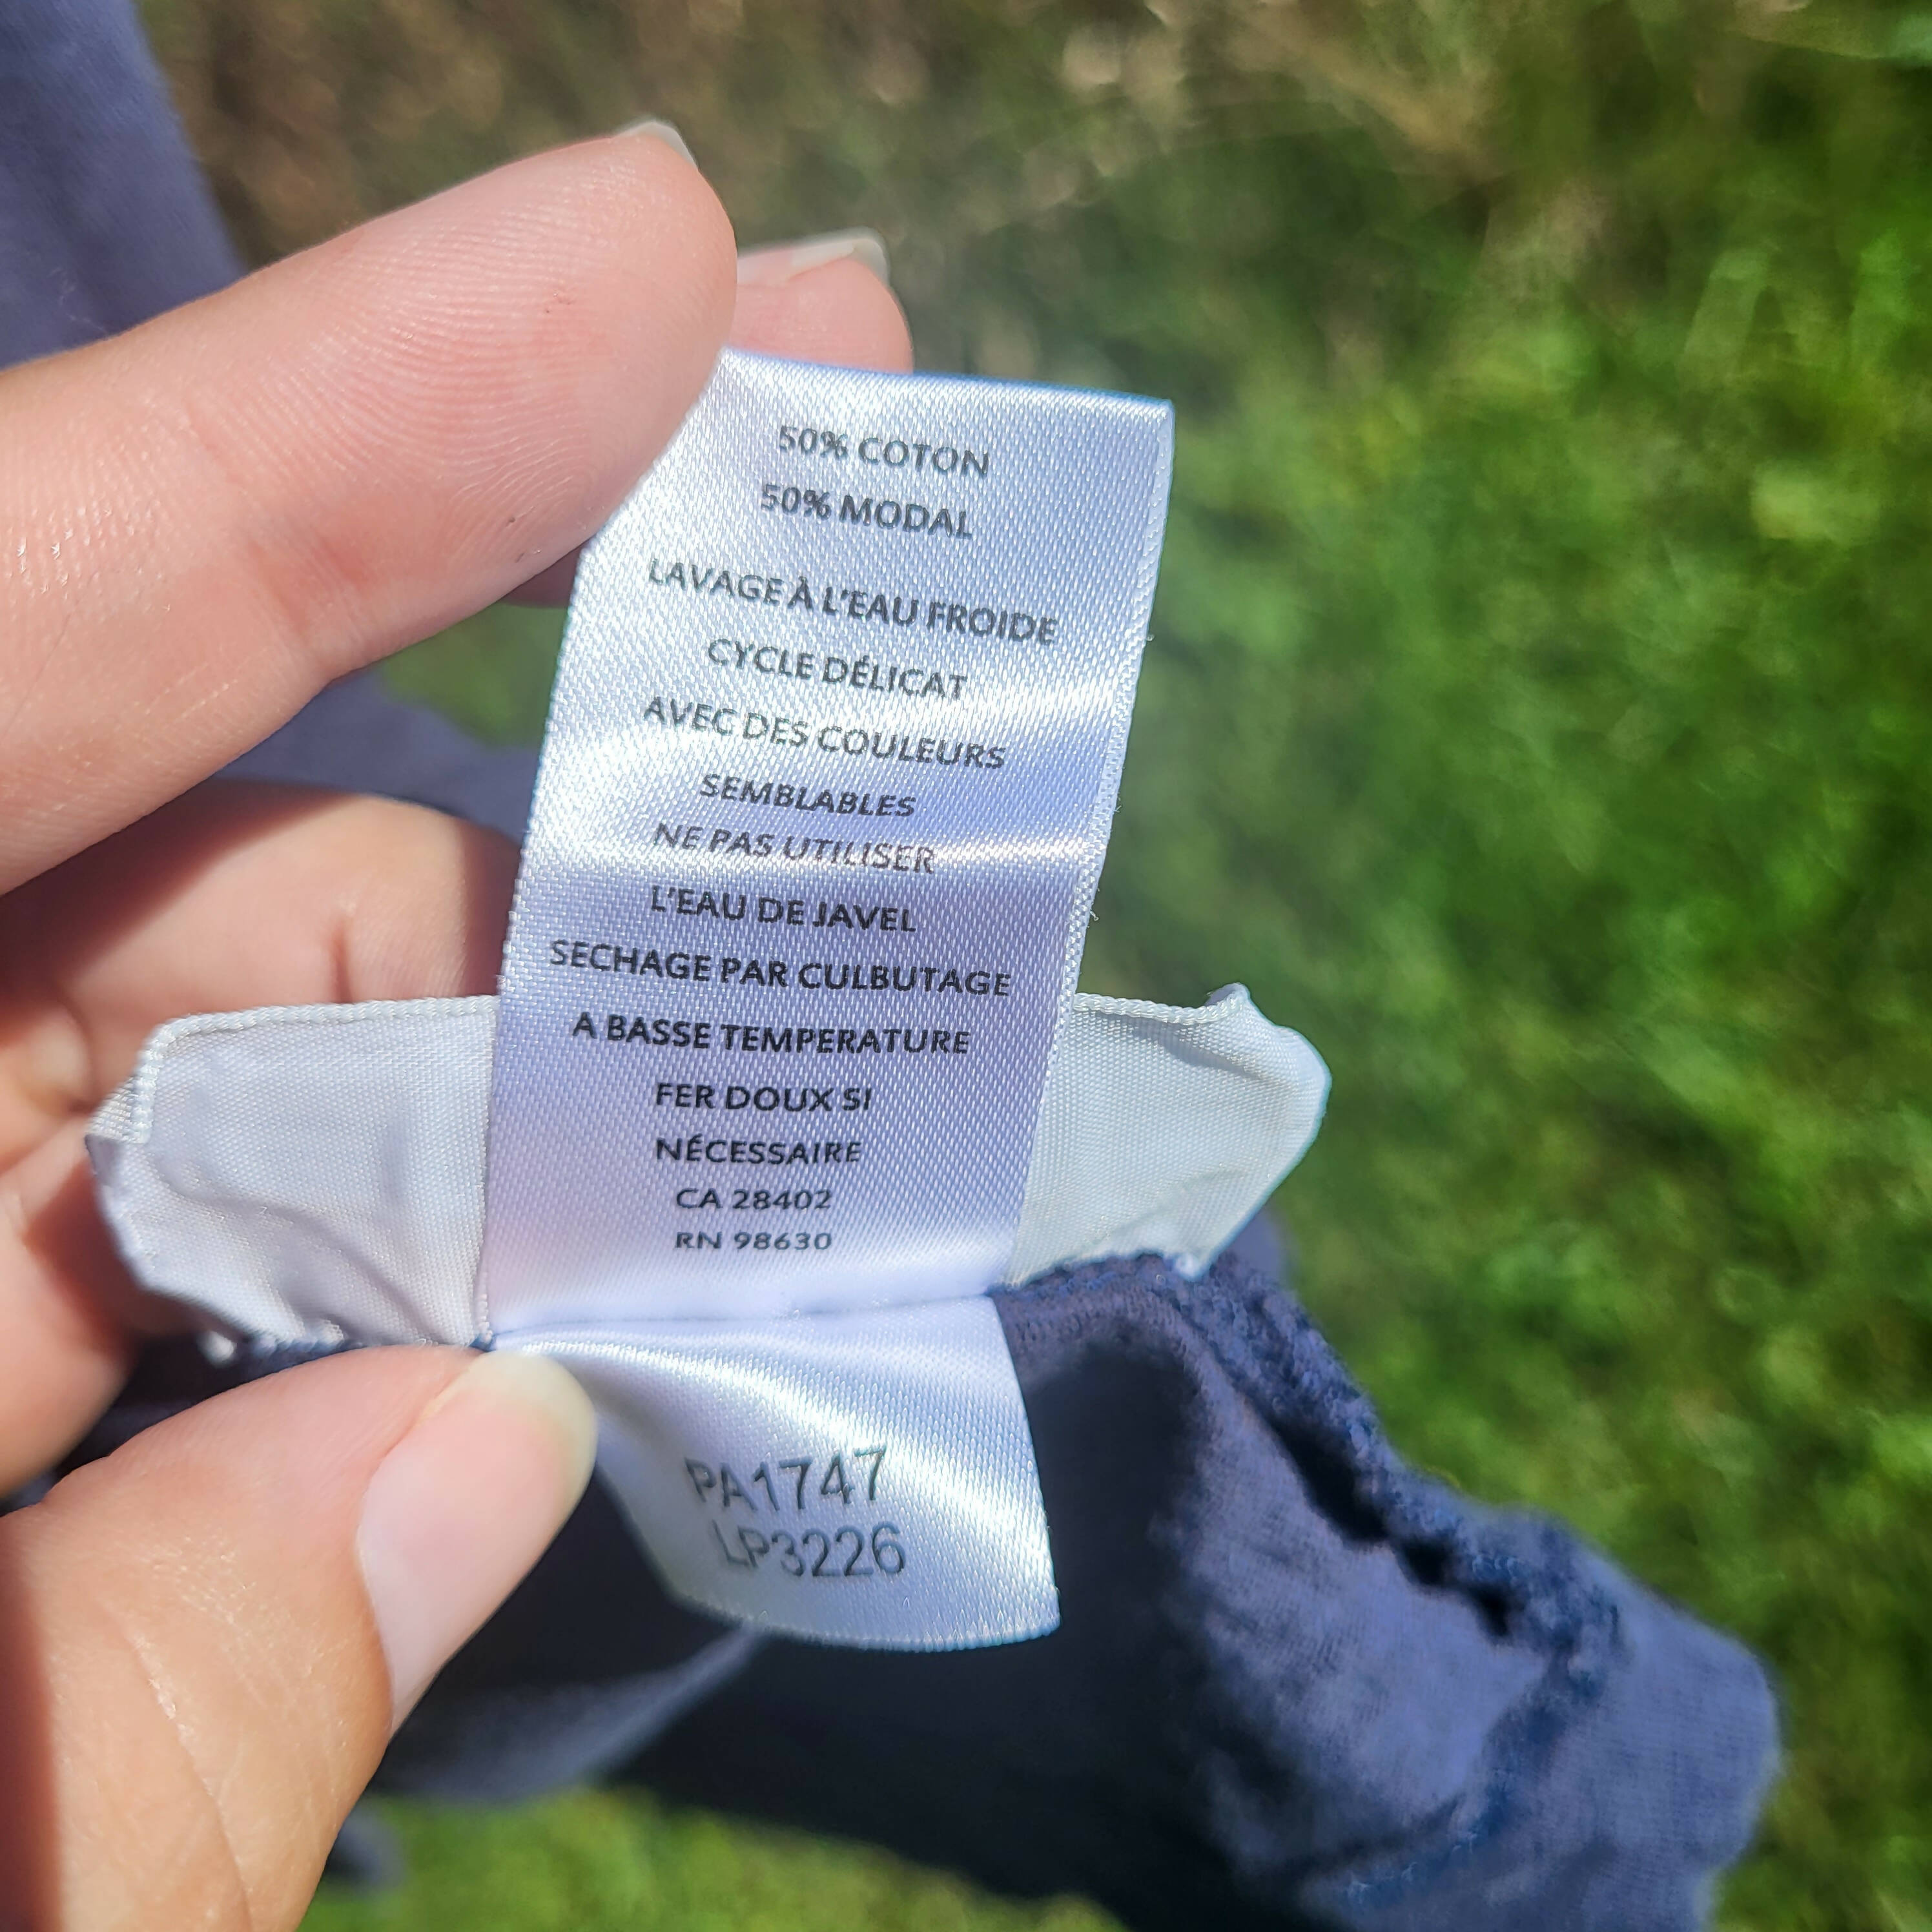 50% COTON
50% MODAL
LAVAGE À L'EAU FROIDE
CYCLE DÉLICAT
AVEC DES COULEURS
SEMBLABLES
NE PAS UTILISER
L'EAU DE JAVEL
SECHAGE PAR CULBUTAGE
A BASSE TEMPERATURE
FER DOUX SI
NÉCESSAIRE
CA 28402
RN 98630
PA1747
LP3226